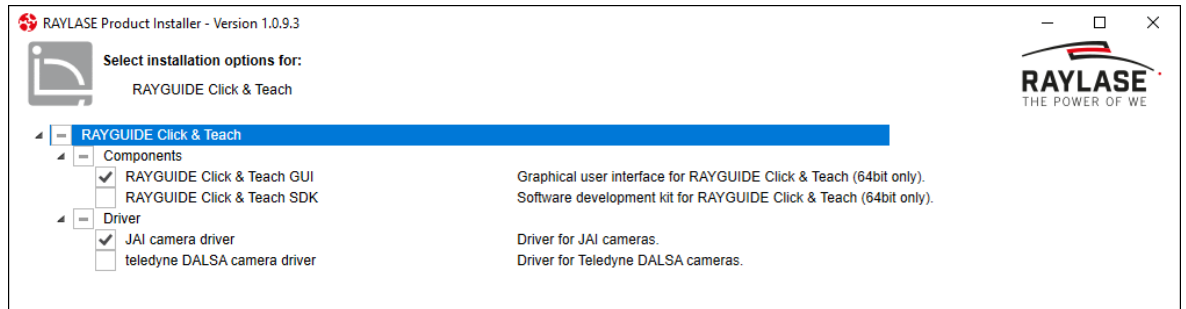 RAYLASE Product Installer - Version 1.0.9.3
Select installation options for:
RAYGUIDE Click & Teach
RAYLASE
THE POWER OF WE
RAYGUIDE Click & Teach
Components
RAYGUIDE Click & Teach GUI Graphical user interface for RAYGUIDE Click & Teach (64bit only).
RAYGUIDE Click & Teach SDK Software development kit for RAYGUIDE Click & Teach (64bit only).
Driver
JAI camera driver Driver for JAI cameras.
teledyne DALSA camera driver Driver for Teledyne DALSA cameras.